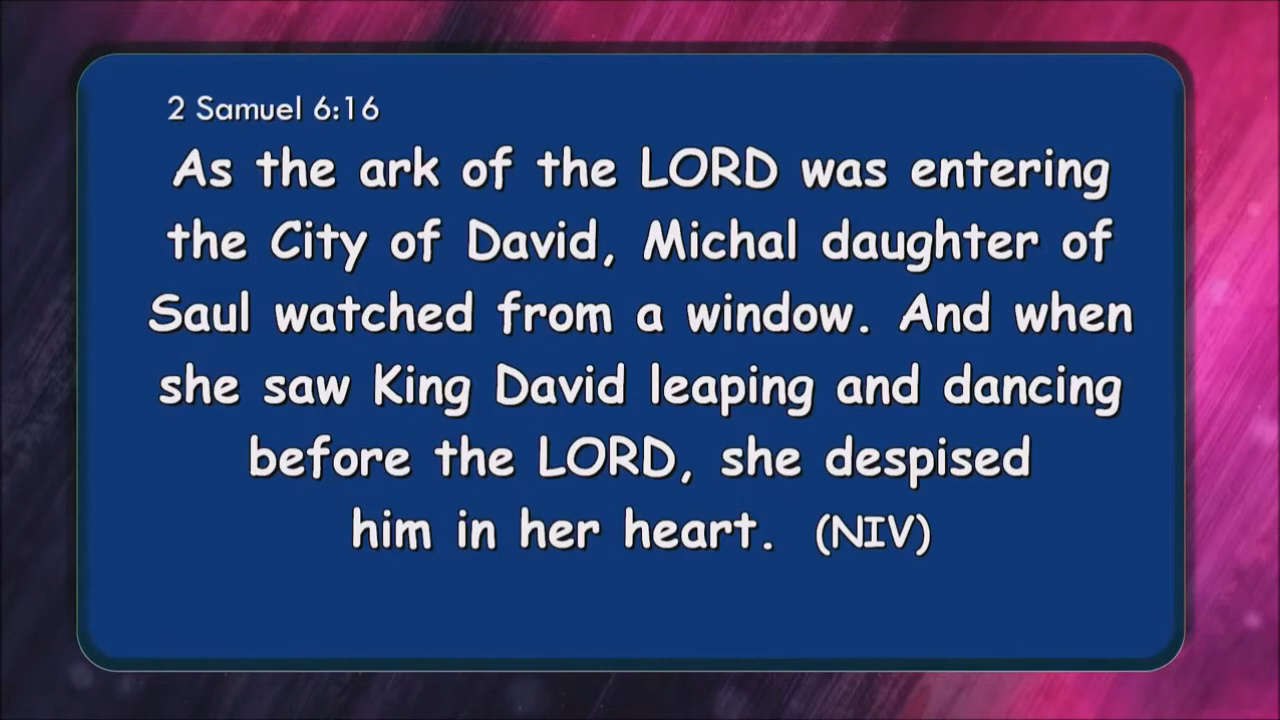 2 Samuel 6:16
As the ark of the LORD was entering
the City of David, Michal daughter of
Saul watched from a window. And when
she saw King David leaping and dancing
before the LORD, she despised
him in her heart. (NIV)